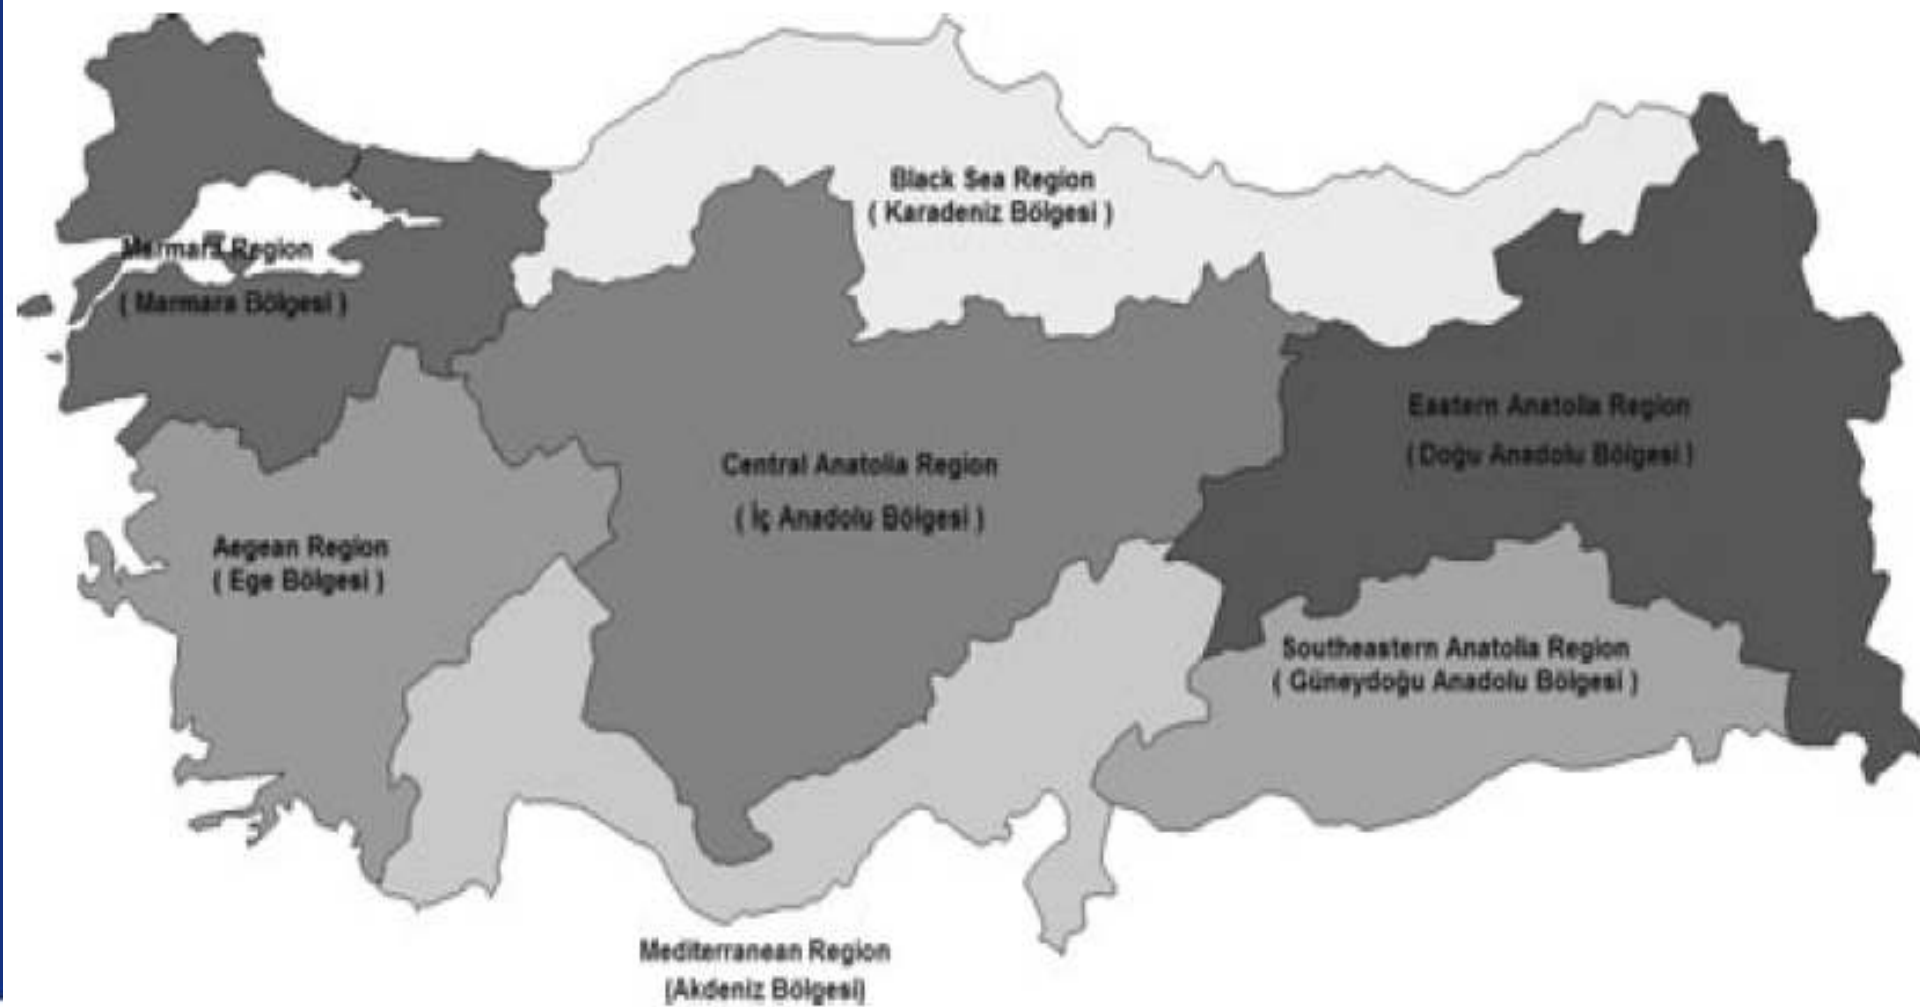 Black Sea Region
( Karadeniz Bölgesi )
Marmara Region
( Marmara Bölgesi )
Eastern Anatolia Region
( Doğu Anadolu Bölgesi )
Central Anatolia Region
( İç Anadolu Bölgesi )
Aegean Region
( Ege Bölgesi )
Southeastern Anatolia Region
( Güneydoğu Anadolu Bölgesi )
Mediterranean Region
(Akdeniz Bölgesi)